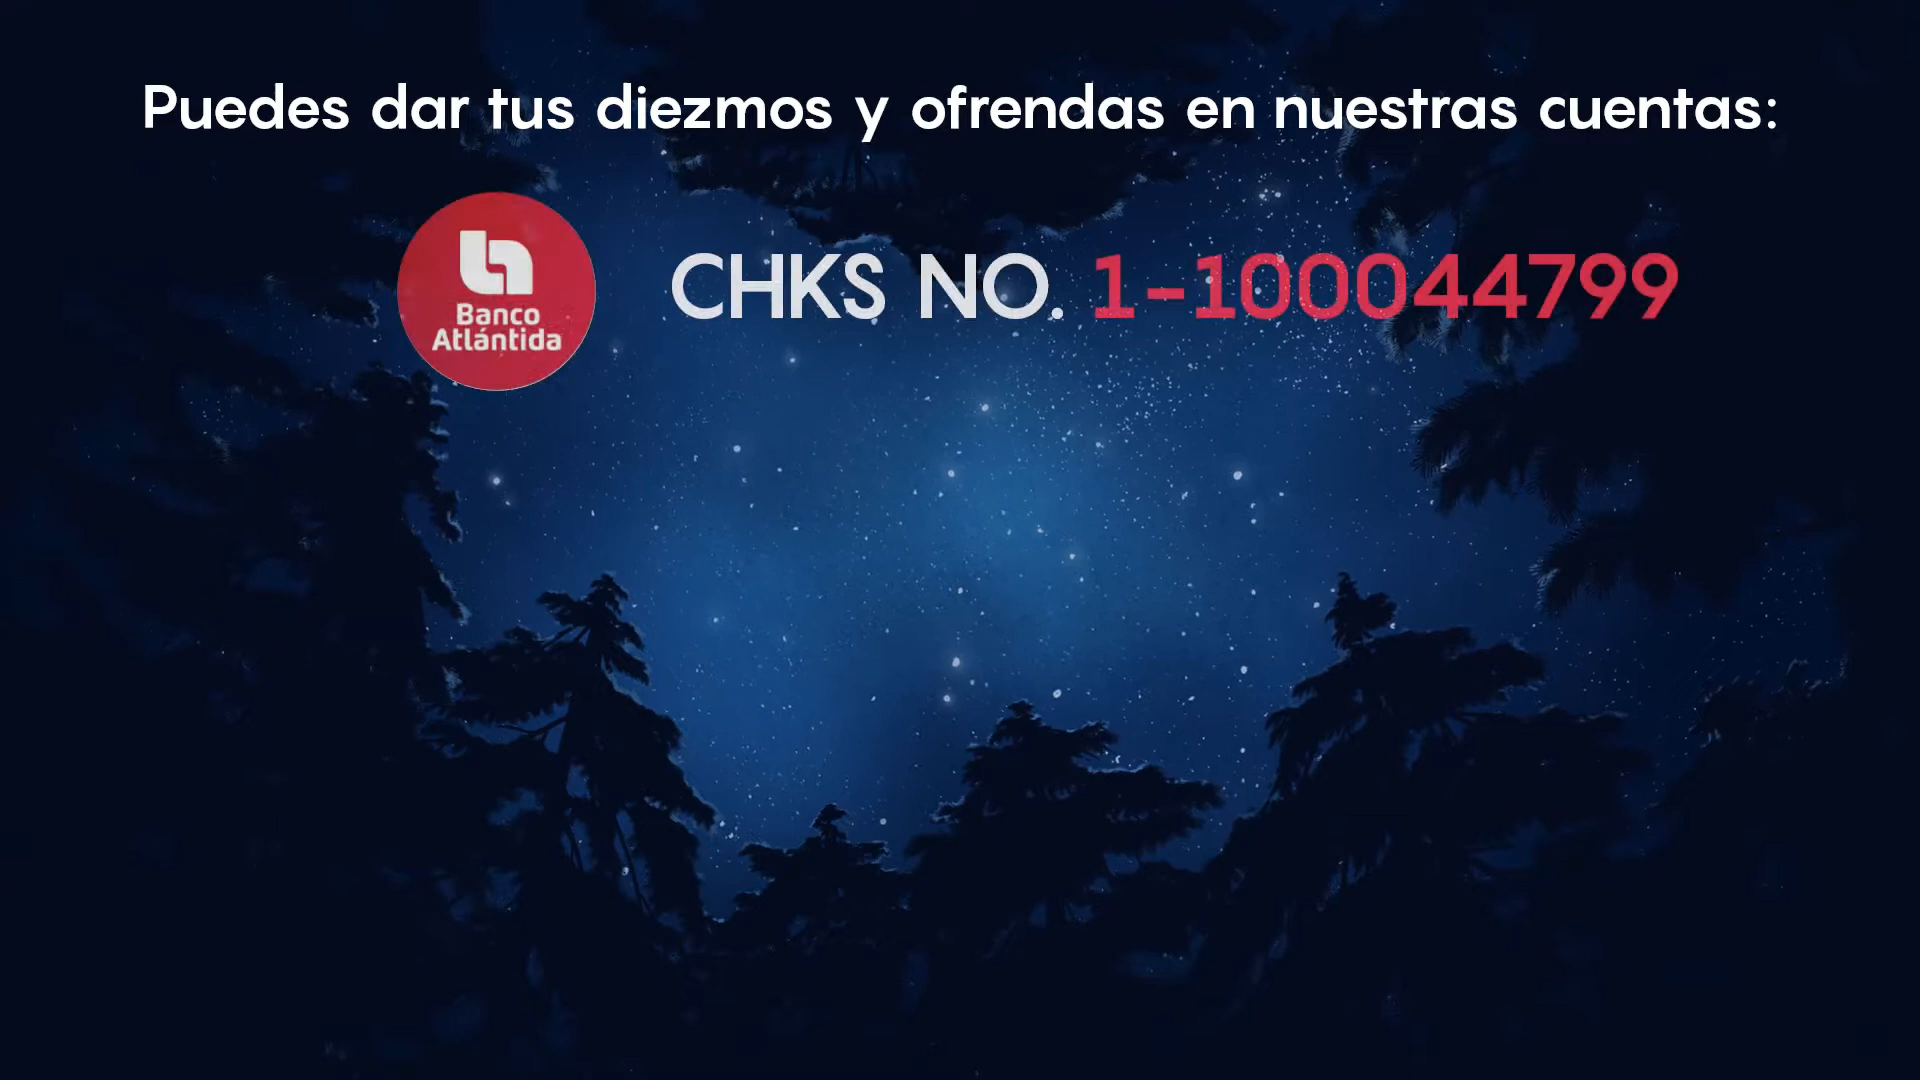 Puedes dar tus diezmos y ofrendas en nuestras cuentas:
Banco
Atlántida
CHKS NO. 1-100044799